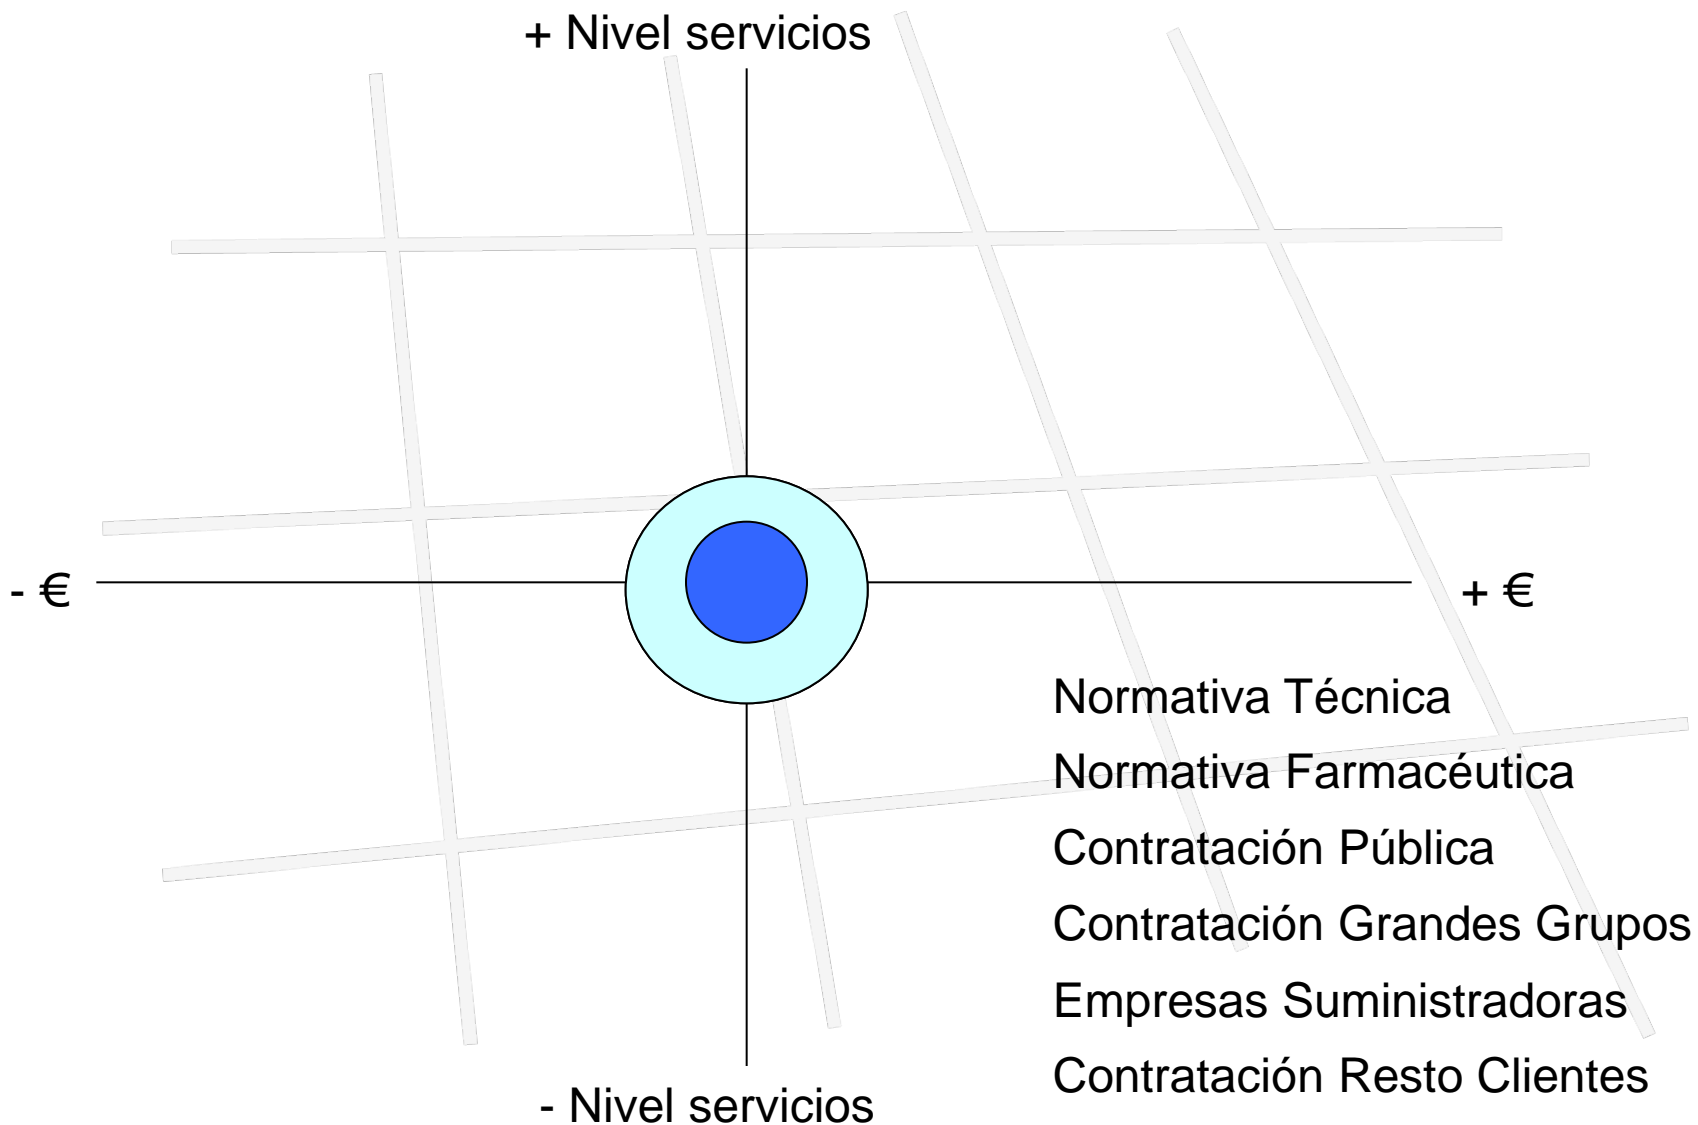 + Nivel servicios
- €
+ €
Normativa Técnica
Normativa Farmacéutica
Contratación Pública
Contratación Grandes Grupos
Empresas Suministradoras
Contratación Resto Clientes
- Nivel servicios